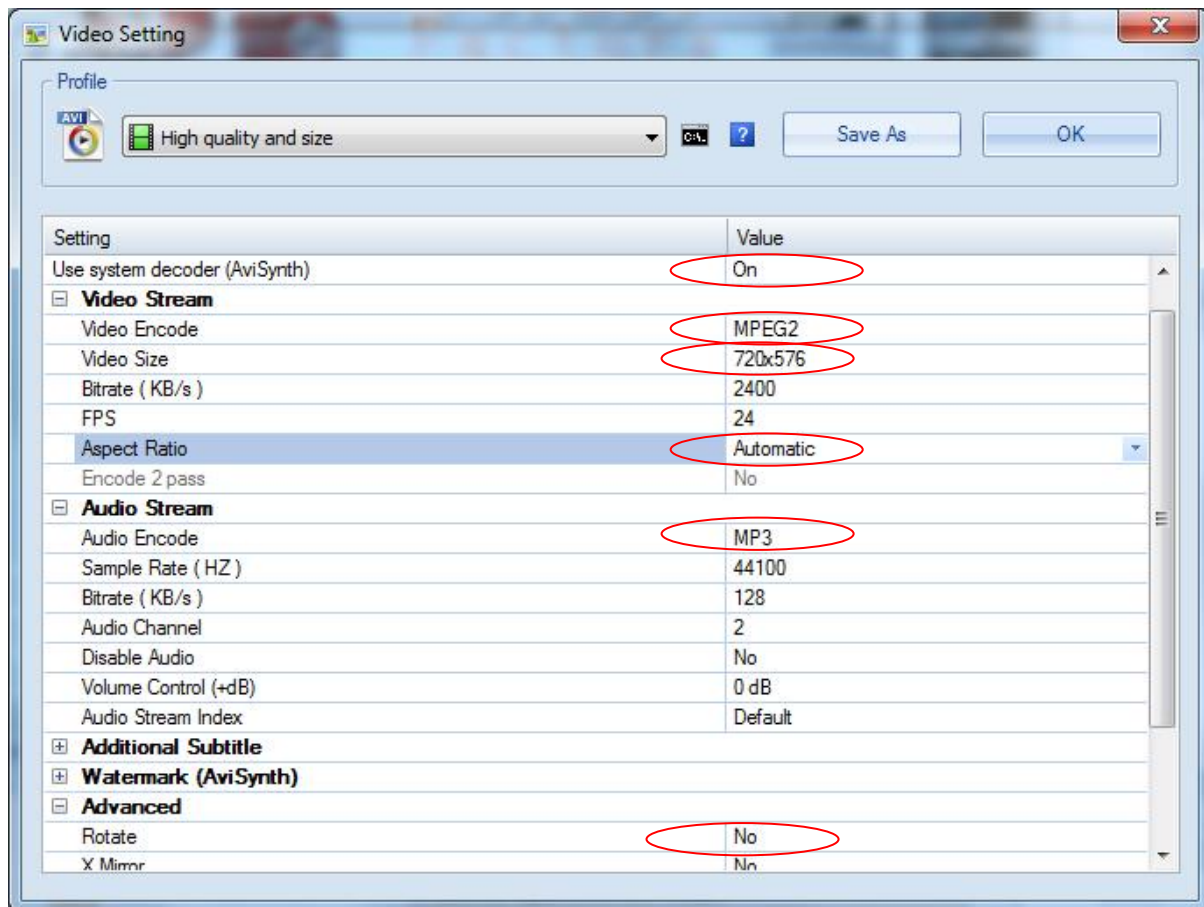 Video Setting
Profile
AVI
High quality and size
C:\.
?
Save As
OK
Setting Value
Use system decoder (AviSynth) On
Video Stream
Video Encode MPEG2
Video Size 720x576
Bitrate ( KB/s ) 2400
FPS 24
Aspect Ratio Automatic
Encode 2 pass No
Audio Stream
Audio Encode MP3
Sample Rate ( HZ ) 44100
Bitrate ( KB/s ) 128
Audio Channel 2
Disable Audio No
Volume Control (+dB) 0 dB
Audio Stream Index Default
Additional Subtitle
Watermark (AviSynth)
Advanced
Rotate No
X Mirror No